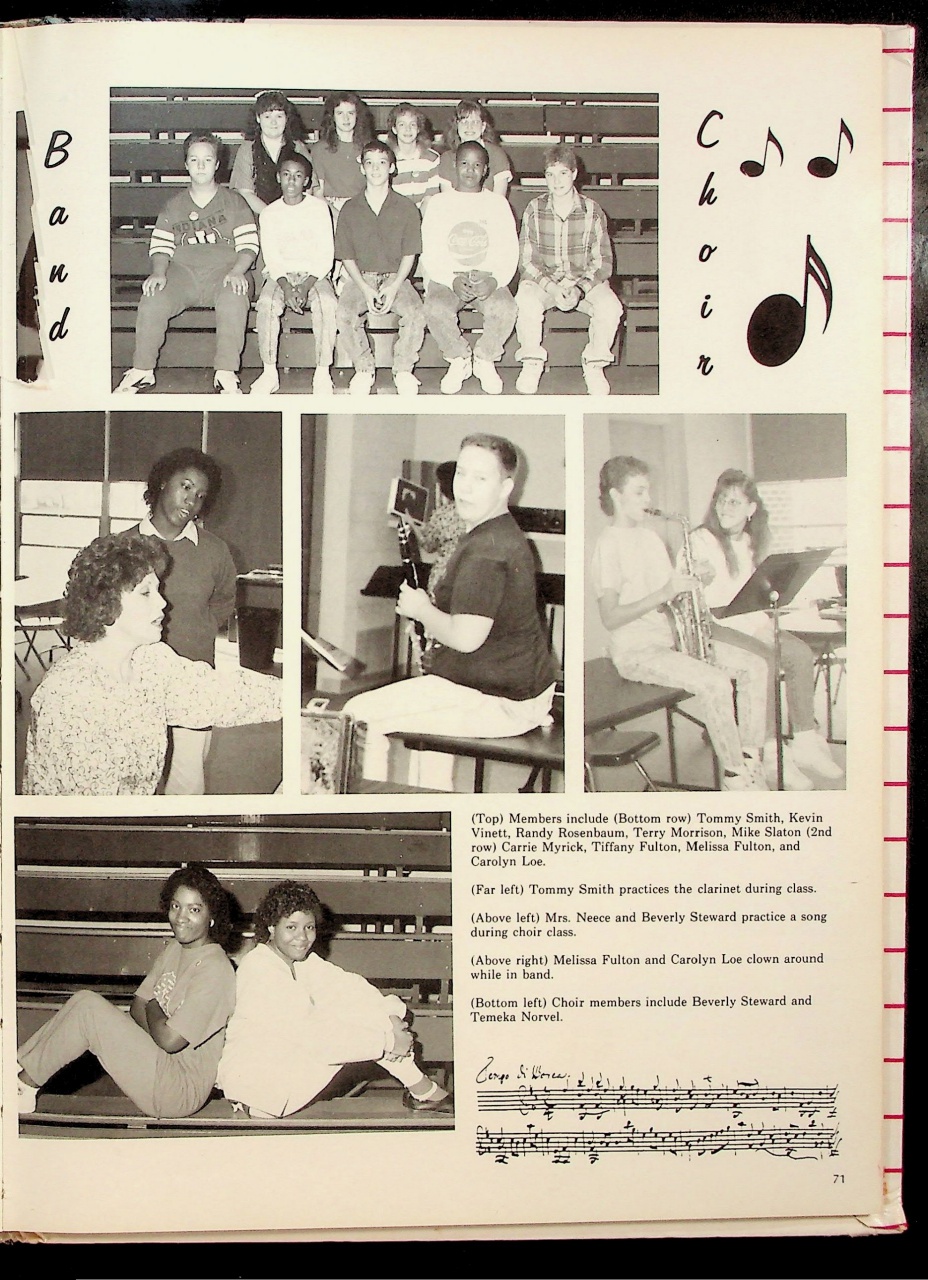 Band
Choir
INDIANA
Coca-Cola
(Top) Members include (Bottom row) Tommy Smith, Kevin
Vinett, Randy Rosenbaum, Terry Morrison, Mike Slaton (2nd
row) Carrie Myrick, Tiffany Fulton, Melissa Fulton, and
Carolyn Loe.
(Far left) Tommy Smith practices the clarinet during class.
(Above left) Mrs. Neece and Beverly Steward practice a song
during choir class.
(Above right) Melissa Fulton and Carolyn Loe clown around
while in band.
(Bottom left) Choir members include Beverly Steward and
Temeka Norvel.
Tempo di
71